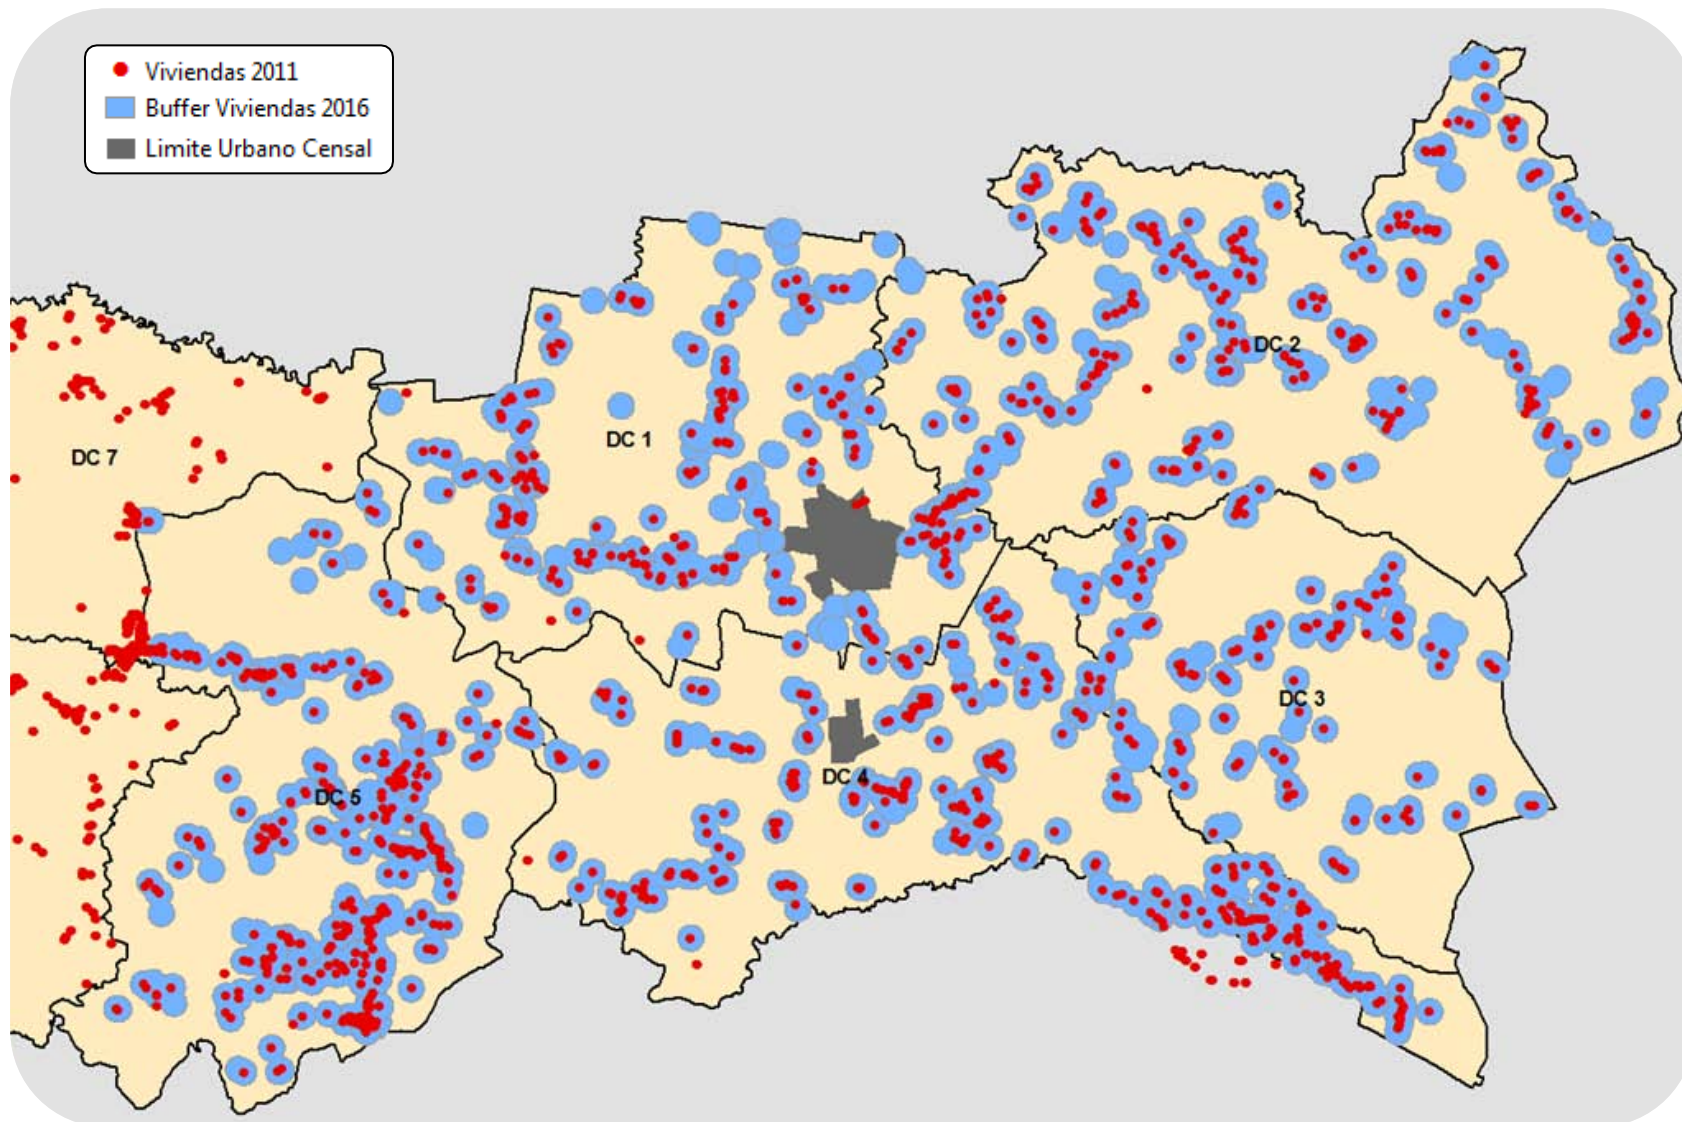 Viviendas 2011
Buffer Viviendas 2016
Limite Urbano Censal
DC 2
DC 1
DC 7
DC 3
DC 4
DC 5